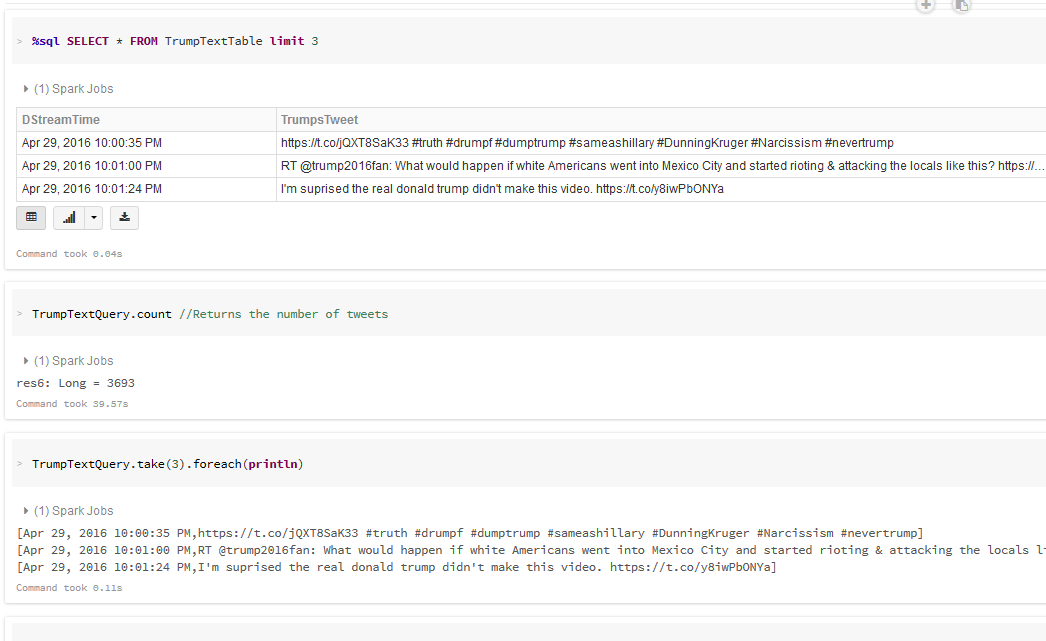 > %sql SELECT * FROM TrumpTextTable limit 3
(1) Spark Jobs
DStreamTime TrumpsTweet
Apr 29, 2016 10:00:35 PM https://t.co/jQXT8SaK33 #truth #drumpf #dumptrump #sameashillary #DunningKruger #Narcissism #nevertrump
Apr 29, 2016 10:01:00 PM RT @trump2016fan: What would happen if white Americans went into Mexico City and started rioting & attacking the locals like this? https://...
Apr 29, 2016 10:01:24 PM I'm suprised the real donald trump didn't make this video. https://t.co/y8iwPbONYa
Command took 0.04s
> TrumpTextQuery.count //Returns the number of tweets
(1) Spark Jobs
res6: Long = 3693
Command took 39.57s
> TrumpTextQuery.take(3).foreach(println)
(1) Spark Jobs
[Apr 29, 2016 10:00:35 PM,https://t.co/jQXT8SaK33 #truth #drumpf #dumptrump #sameashillary #DunningKruger #Narcissism #nevertrump]
[Apr 29, 2016 10:01:00 PM,RT @trump2016fan: What would happen if white Americans went into Mexico City and started rioting & attacking the locals
[Apr 29, 2016 10:01:24 PM,I'm suprised the real donald trump didn't make this video. https://t.co/y8iwPbONYa]
Command took 0.11s